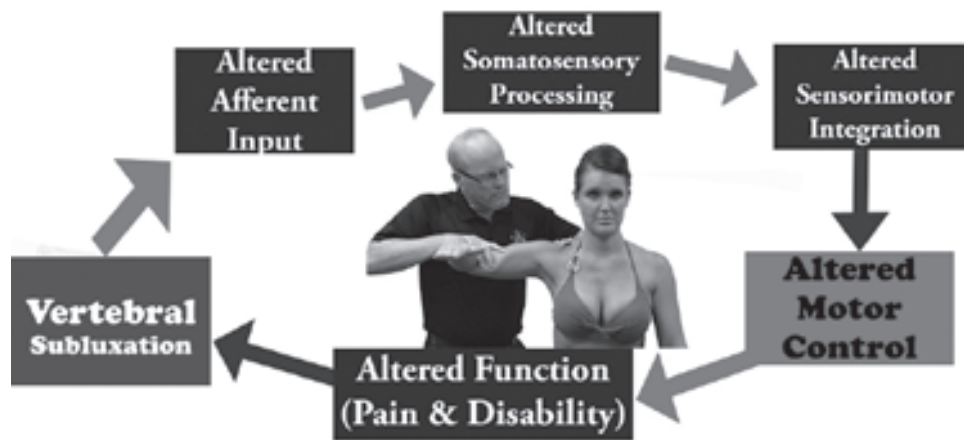 Altered
Afferent
Input
Altered
Somatosensory
Processing
Altered
Sensorimotor
Integration
Altered
Motor
Control
Altered Function
(Pain & Disability)
Vertebral
Subluxation